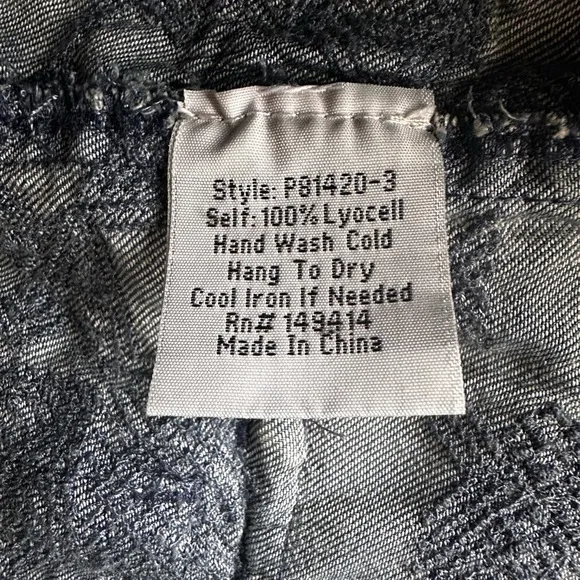 Style: P81420-3
Self: 100% Lyocell
Hand Wash Cold
Hang To Dry
Cool Iron If Needed
Rn# 149414
Made In China